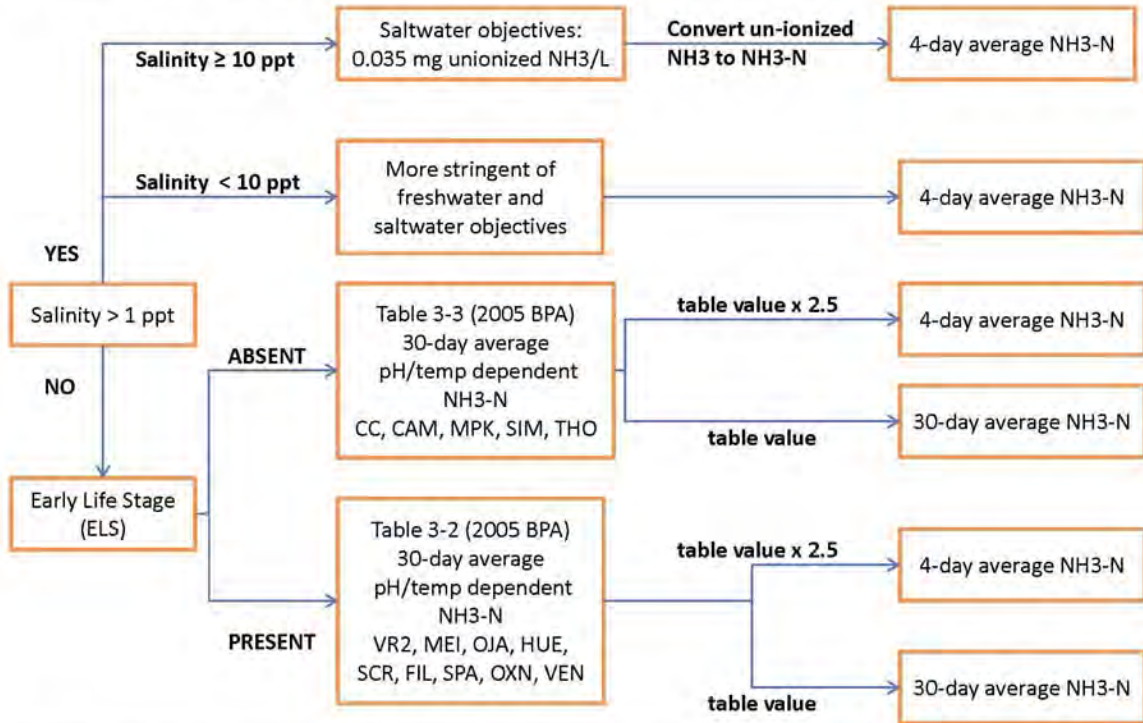 Saltwater objectives:
0.035 mg unionized NH3/L
Salinity ≥ 10 ppt
Convert un-ionized
NH3 to NH3-N
4-day average NH3-N
Salinity < 10 ppt
More stringent of
freshwater and
saltwater objectives
4-day average NH3-N
YES
Salinity > 1 ppt
NO
ABSENT
Table 3-3 (2005 BPA)
30-day average
pH/temp dependent
NH3-N
CC, CAM, MPK, SIM, THO
table value x 2.5
4-day average NH3-N
table value
30-day average NH3-N
Early Life Stage
(ELS)
PRESENT
Table 3-2 (2005 BPA)
30-day average
pH/temp dependent
NH3-N
VR2, MEI, OJA, HUE,
SCR, FIL, SPA, OXN, VEN
table value x 2.5
4-day average NH3-N
table value
30-day average NH3-N